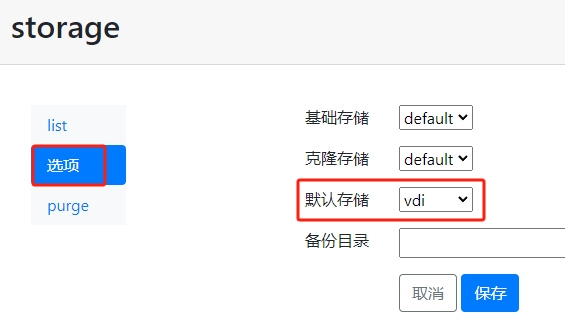 storage
list
选项
purge
基础存储 default
克隆存储 default
默认存储 vdi
备份目录
取消 保存